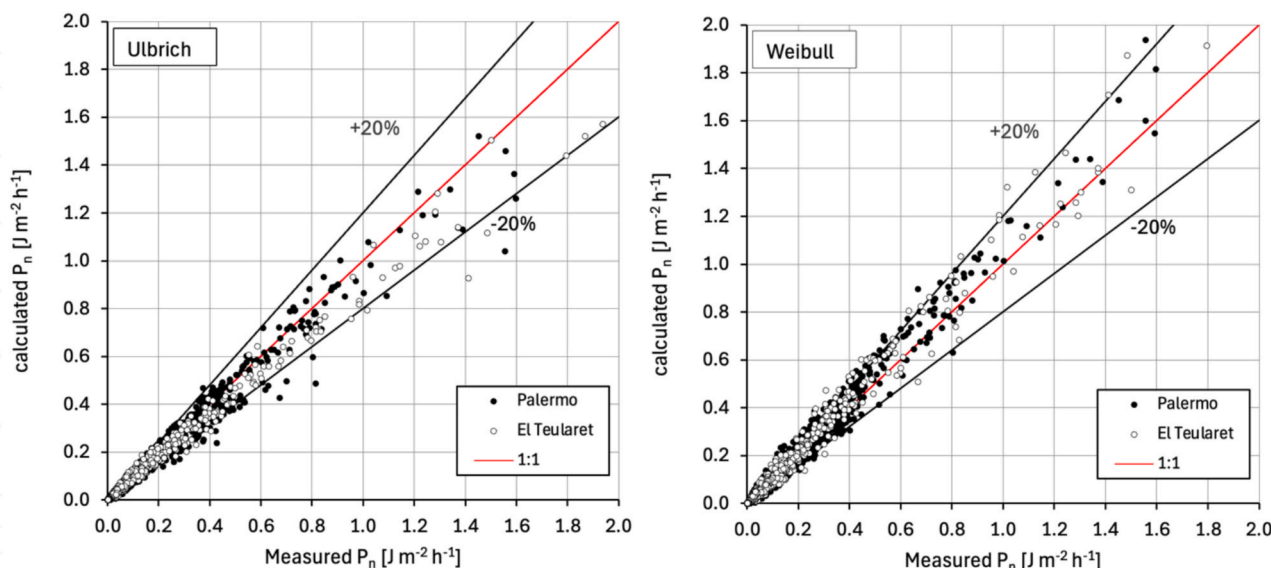 Ulbrich
calculated Pₙ [J m⁻² h⁻¹]
2.0
1.8
1.6
1.4
1.2
1.0
0.8
0.6
0.4
0.2
0.0
+20%
-20%
Palermo
El Teularet
1:1
0.0 0.2 0.4 0.6 0.8 1.0 1.2 1.4 1.6 1.8 2.0
Measured Pₙ [J m⁻² h⁻¹]
Weibull
calculated Pₙ [J m⁻² h⁻¹]
2.0
1.8
1.6
1.4
1.2
1.0
0.8
0.6
0.4
0.2
0.0
+20%
-20%
Palermo
El Teularet
1:1
0.0 0.2 0.4 0.6 0.8 1.0 1.2 1.4 1.6 1.8 2.0
Measured Pₙ [J m⁻² h⁻¹]